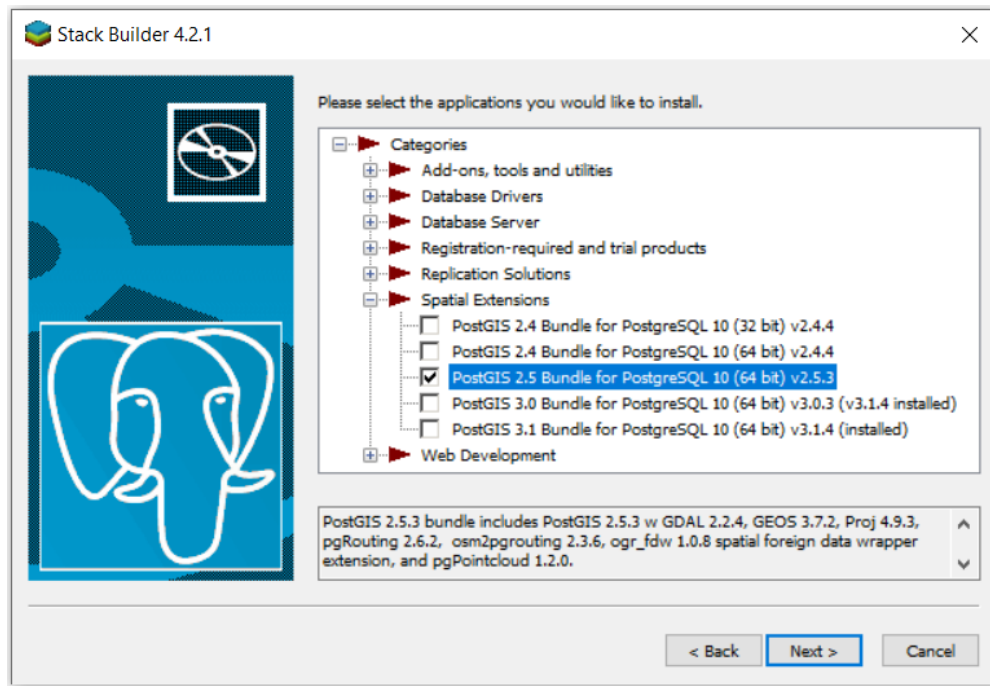 Stack Builder 4.2.1
Please select the applications you would like to install.
Categories
Add-ons, tools and utilities
Database Drivers
Database Server
Registration-required and trial products
Replication Solutions
Spatial Extensions
PostGIS 2.4 Bundle for PostgreSQL 10 (32 bit) v2.4.4
PostGIS 2.4 Bundle for PostgreSQL 10 (64 bit) v2.4.4
PostGIS 2.5 Bundle for PostgreSQL 10 (64 bit) v2.5.3
PostGIS 3.0 Bundle for PostgreSQL 10 (64 bit) v3.0.3 (v3.1.4 installed)
PostGIS 3.1 Bundle for PostgreSQL 10 (64 bit) v3.1.4 (installed)
Web Development
PostGIS 2.5.3 bundle includes PostGIS 2.5.3 w GDAL 2.2.4, GEOS 3.7.2, Proj 4.9.3,
pgRouting 2.6.2, osm2pgrouting 2.3.6, ogr_fdw 1.0.8 spatial foreign data wrapper
extension, and pgPointcloud 1.2.0.
< Back Next > Cancel